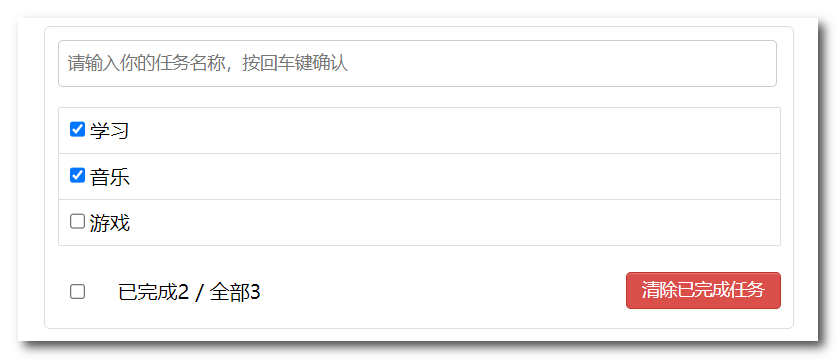 请输入你的任务名称，按回车键确认
学习
音乐
游戏
已完成2 / 全部3
清除已完成任务